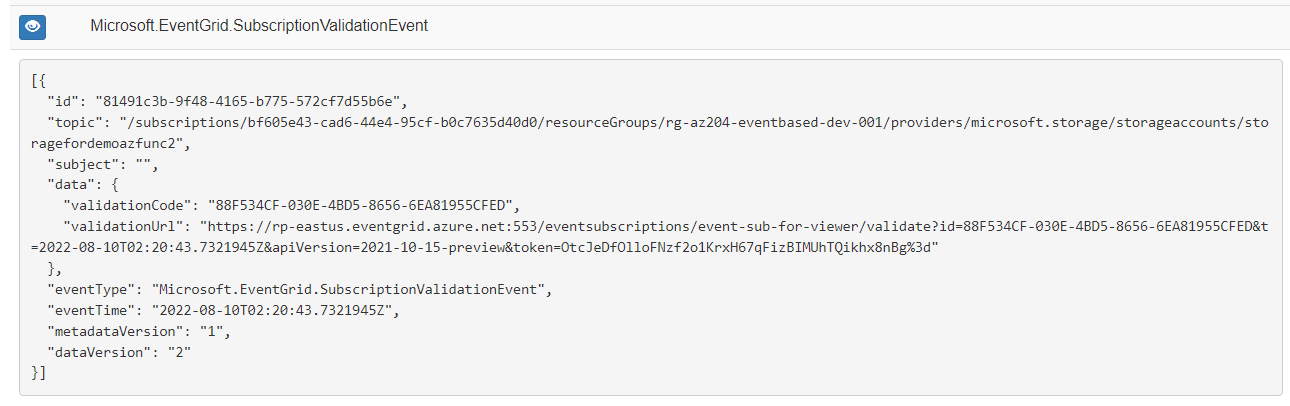 Microsoft.EventGrid.SubscriptionValidationEvent
[{
  "id": "81491c3b-9f48-4165-b775-572cf7d55b6e",
  "topic": "/subscriptions/bf605e43-cad6-44e4-95cf-b0c7635d40d0/resourceGroups/rg-az204-eventbased-dev-001/providers/microsoft.storage/storageaccounts/sto
ragefordemoazfunc2",
  "subject": "",
  "data": {
    "validationCode": "88F534CF-030E-4BD5-8656-6EA81955CFED",
    "validationUrl": "https://rp-eastus.eventgrid.azure.net:553/eventsubscriptions/event-sub-for-viewer/validate?id=88F534CF-030E-4BD5-8656-6EA81955CFED&t
=2022-08-10T02:20:43.7321945Z&apiVersion=2021-10-15-preview&token=OtcJeDfOlloFNzf2o1KrxH67qFizBIMUhTQikhx8nBg%3d"
  },
  "eventType": "Microsoft.EventGrid.SubscriptionValidationEvent",
  "eventTime": "2022-08-10T02:20:43.7321945Z",
  "metadataVersion": "1",
  "dataVersion": "2"
}]